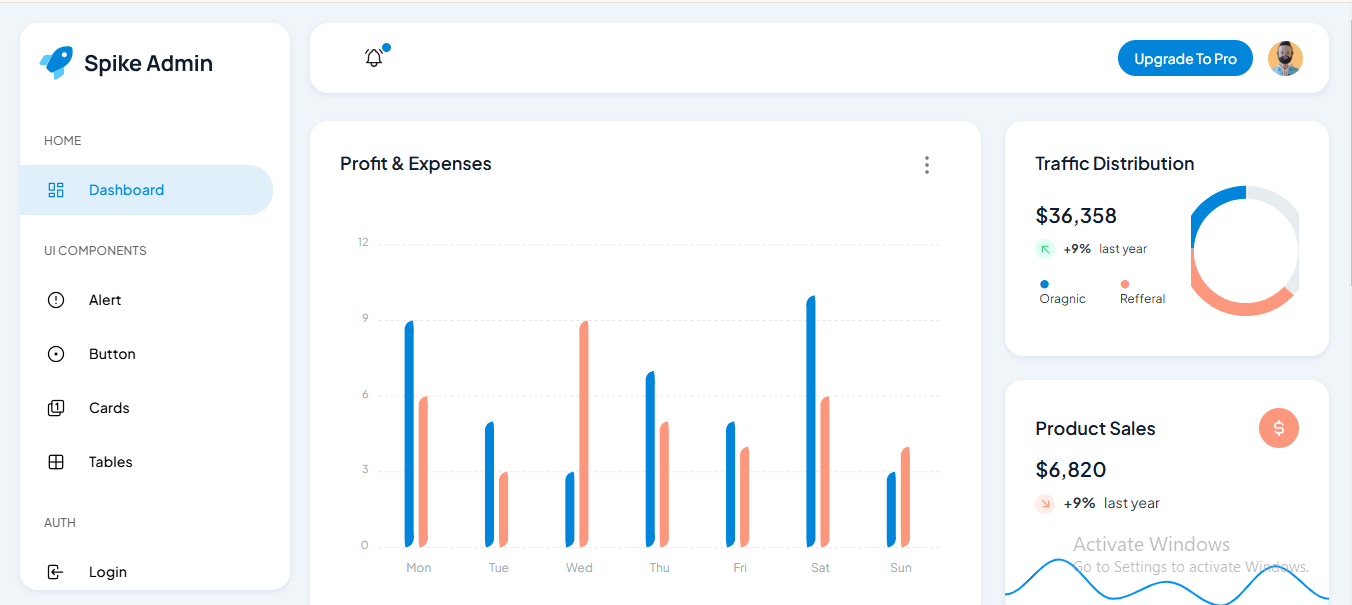 Spike Admin
HOME
Dashboard
UI COMPONENTS
Alert
Button
Cards
Tables
AUTH
Login
Upgrade To Pro
Profit & Expenses
12
9
6
3
0
Mon Tue Wed Thu Fri Sat Sun
Traffic Distribution
$36,358
+9% last year
Oragnic Refferal
Product Sales
$
$6,820
+9% last year
Activate Windows
Go to Settings to activate Windows.